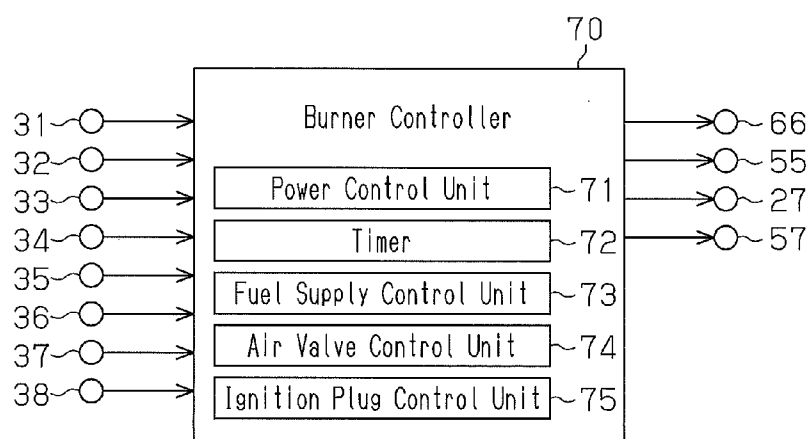 70
31 Burner Controller 66
32 55
33 Power Control Unit 71 27
34 Timer 72 57
35 Fuel Supply Control Unit 73
36
37 Air Valve Control Unit 74
38 Ignition Plug Control Unit 75